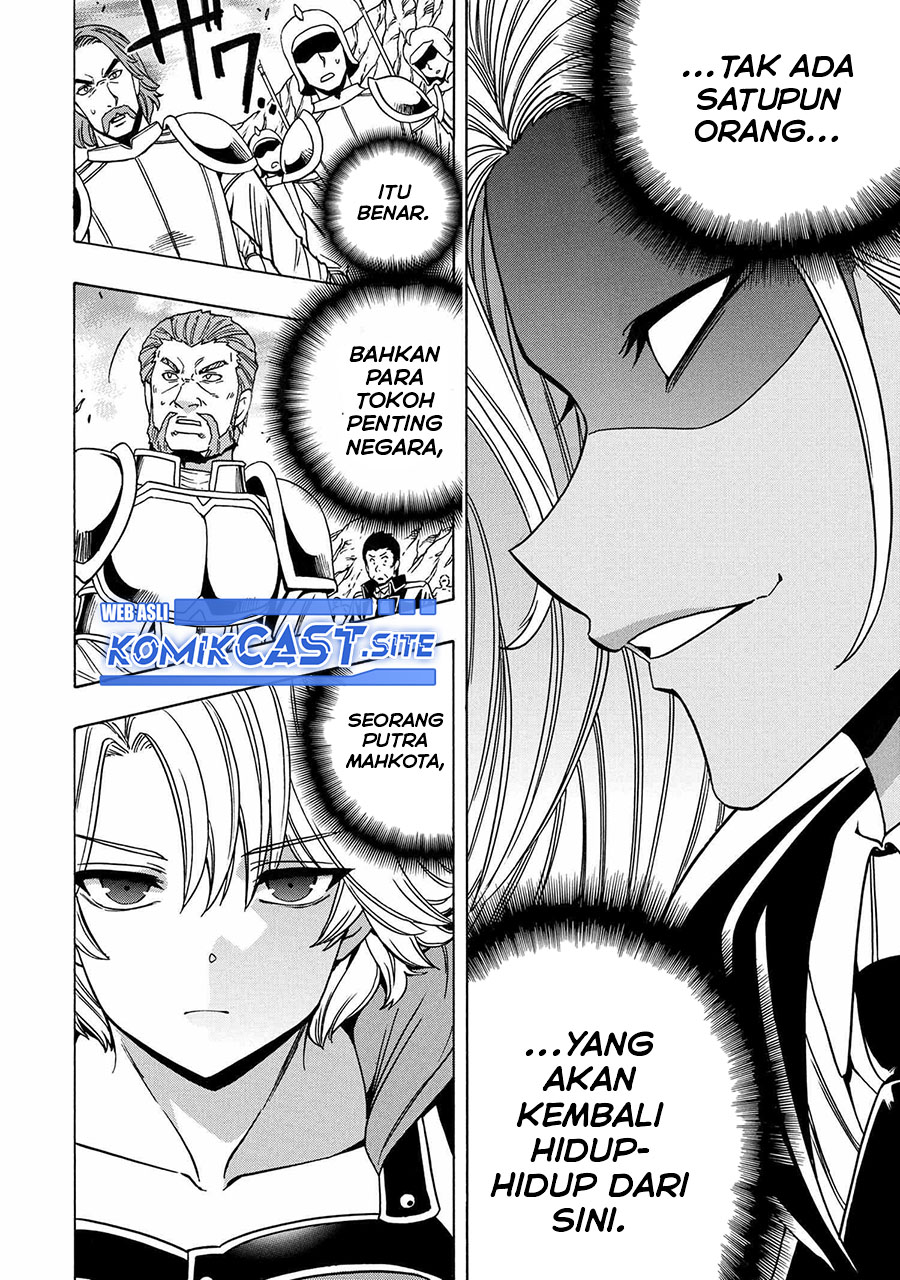 ...TAK ADA
SATUPUN
ORANG...
ITU
BENAR.
BAHKAN
PARA
TOKOH
PENTING
NEGARA,
SEORANG
PUTRA
MAHKOTA,
...YANG
AKAN
KEMBALI
HIDUP-
HIDUP DARI
SINI.
WEB ASLI
KOMIKCAST.SITE